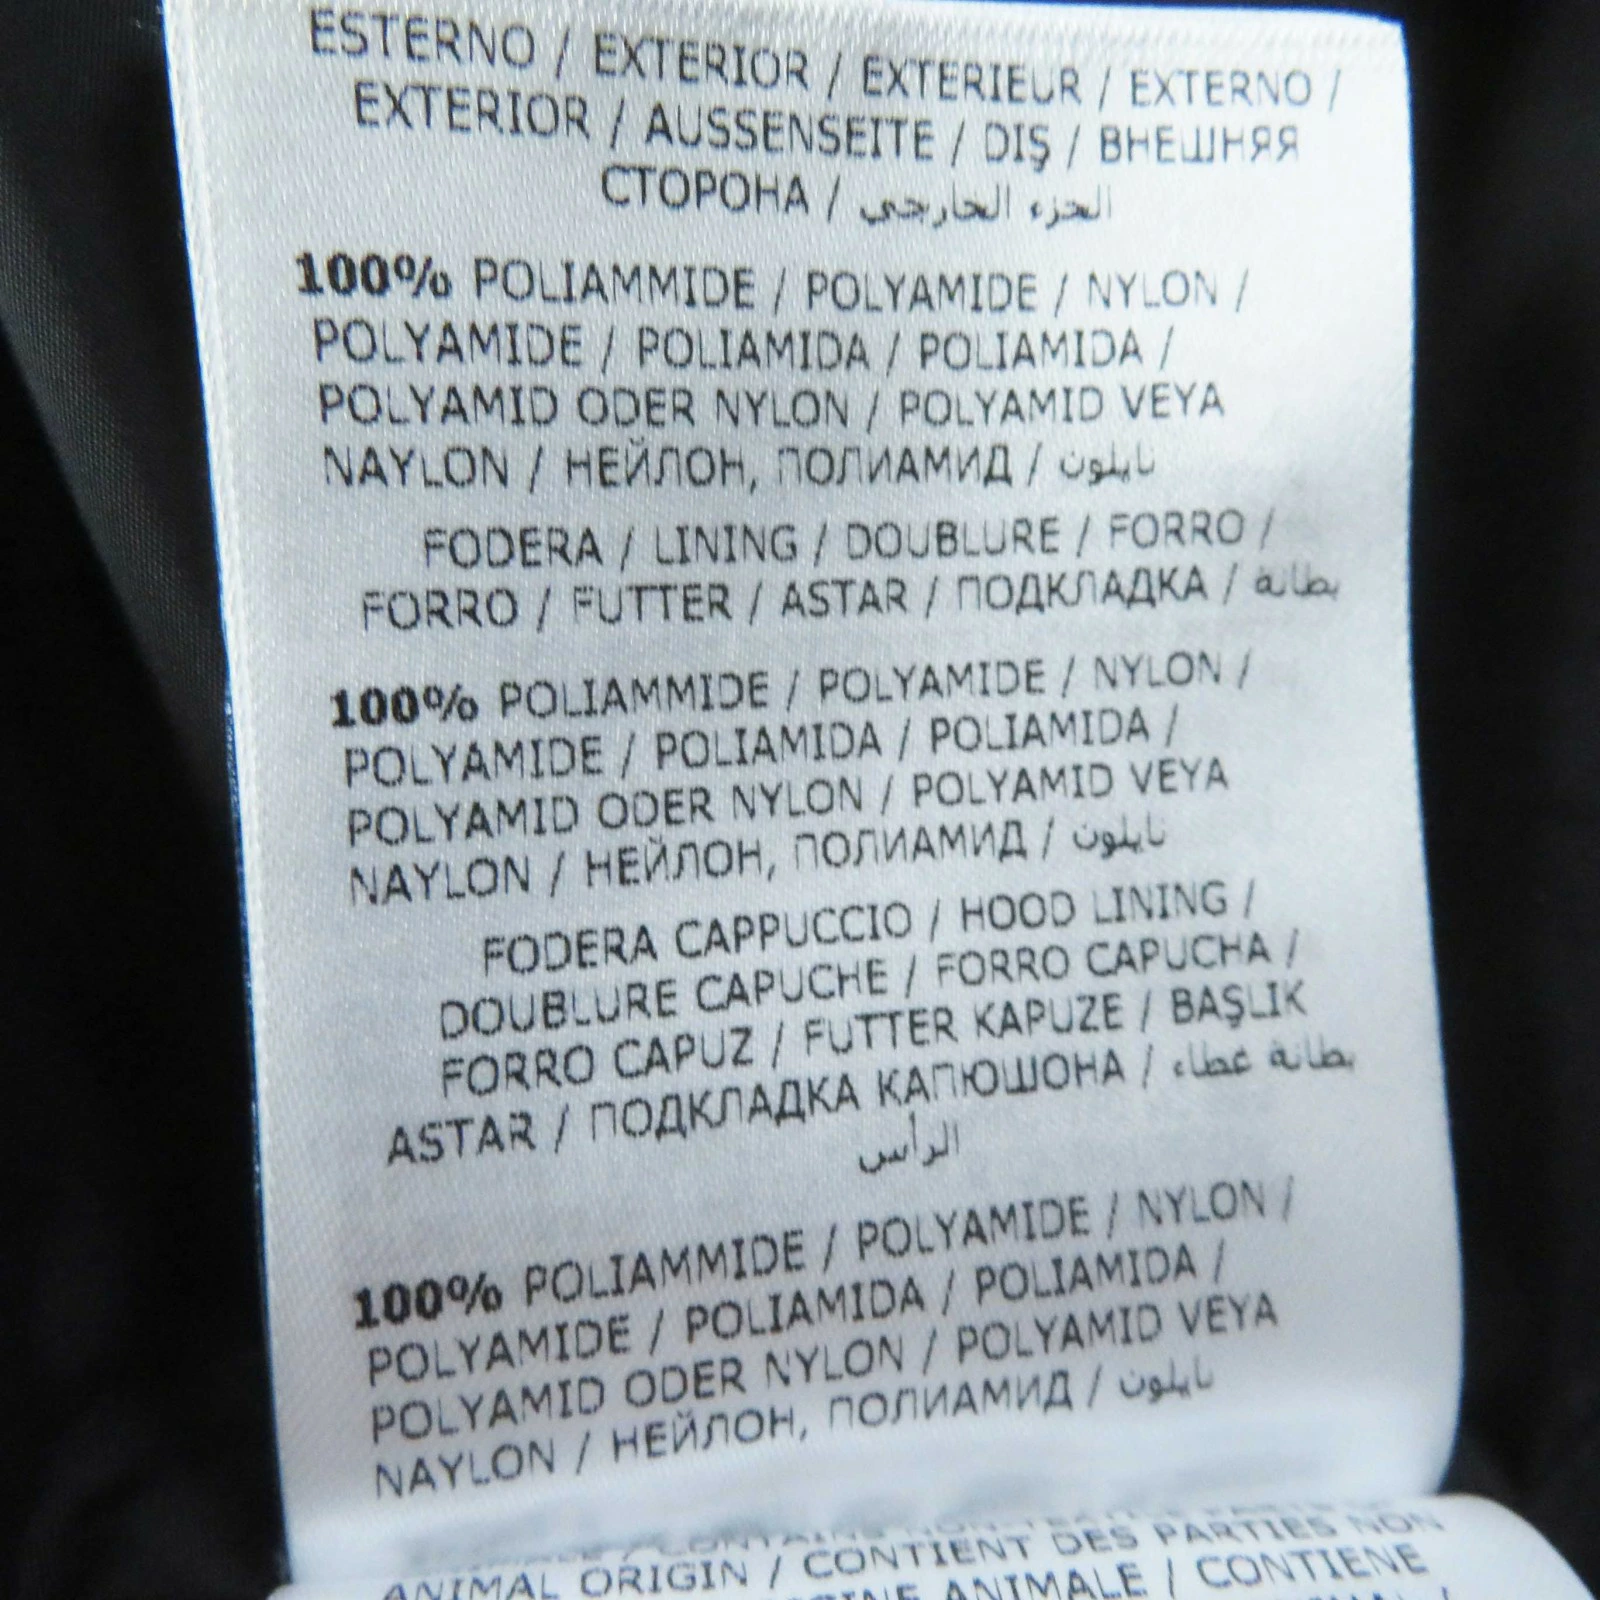 ESTERNO / EXTERIOR / EXTERIEUR / EXTERNO /
EXTERIOR / AUSSENSEITE / DIŞ / ВНЕШНЯЯ
СТОРОНА / الجزء الخارجي
100% POLIAMMIDE / POLYAMIDE / NYLON /
POLYAMIDE / POLIAMIDA / POLIAMIDA /
POLYAMID ODER NYLON / POLYAMID VEYA
NAYLON / НЕЙЛОН, ПОЛИАМИД / نايلون
FODERA / LINING / DOUBLURE / FORRO /
FORRO / FUTTER / ASTAR / ПОДКЛАДКА / بطانة
100% POLIAMMIDE / POLYAMIDE / NYLON /
POLYAMIDE / POLIAMIDA / POLIAMIDA /
POLYAMID ODER NYLON / POLYAMID VEYA
NAYLON / НЕЙЛОН, ПОЛИАМИД / نايلون
FODERA CAPPUCCIO / HOOD LINING /
DOUBLURE CAPUCHE / FORRO CAPUCHA /
FORRO CAPUZ / FUTTER KAPUZE / BAŞLIK
ASTAR / ПОДКЛАДКА КАПЮШОНА / بطانة غطاء
الرأس
100% POLIAMMIDE / POLYAMIDE / NYLON /
POLYAMIDE / POLIAMIDA / POLIAMIDA /
POLYAMID ODER NYLON / POLYAMID VEYA
NAYLON / НЕЙЛОН, ПОЛИАМИД / نايلون
ANIMAL ORIGIN / CONTIENT DES PARTIES NON
ANIMALE / CONTIENE